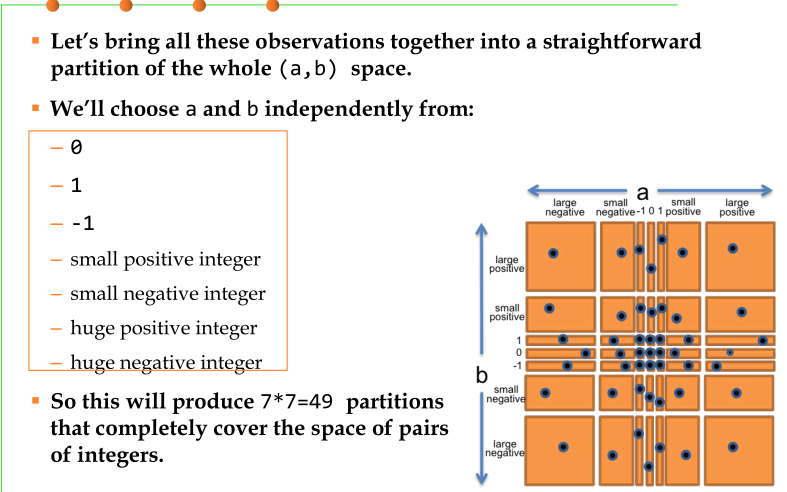 ▪ Let's bring all these observations together into a straightforward
partition of the whole (a,b) space.
▪ We'll choose a and b independently from:
– 0
– 1
– -1
– small positive integer
– small negative integer
– huge positive integer
– huge negative integer
▪ So this will produce 7*7=49 partitions
that completely cover the space of pairs
of integers.
a
large small small large
negative negative -1 0 1 positive positive
large
positive
small
positive
1
0
-1
b
small
negative
large
negative